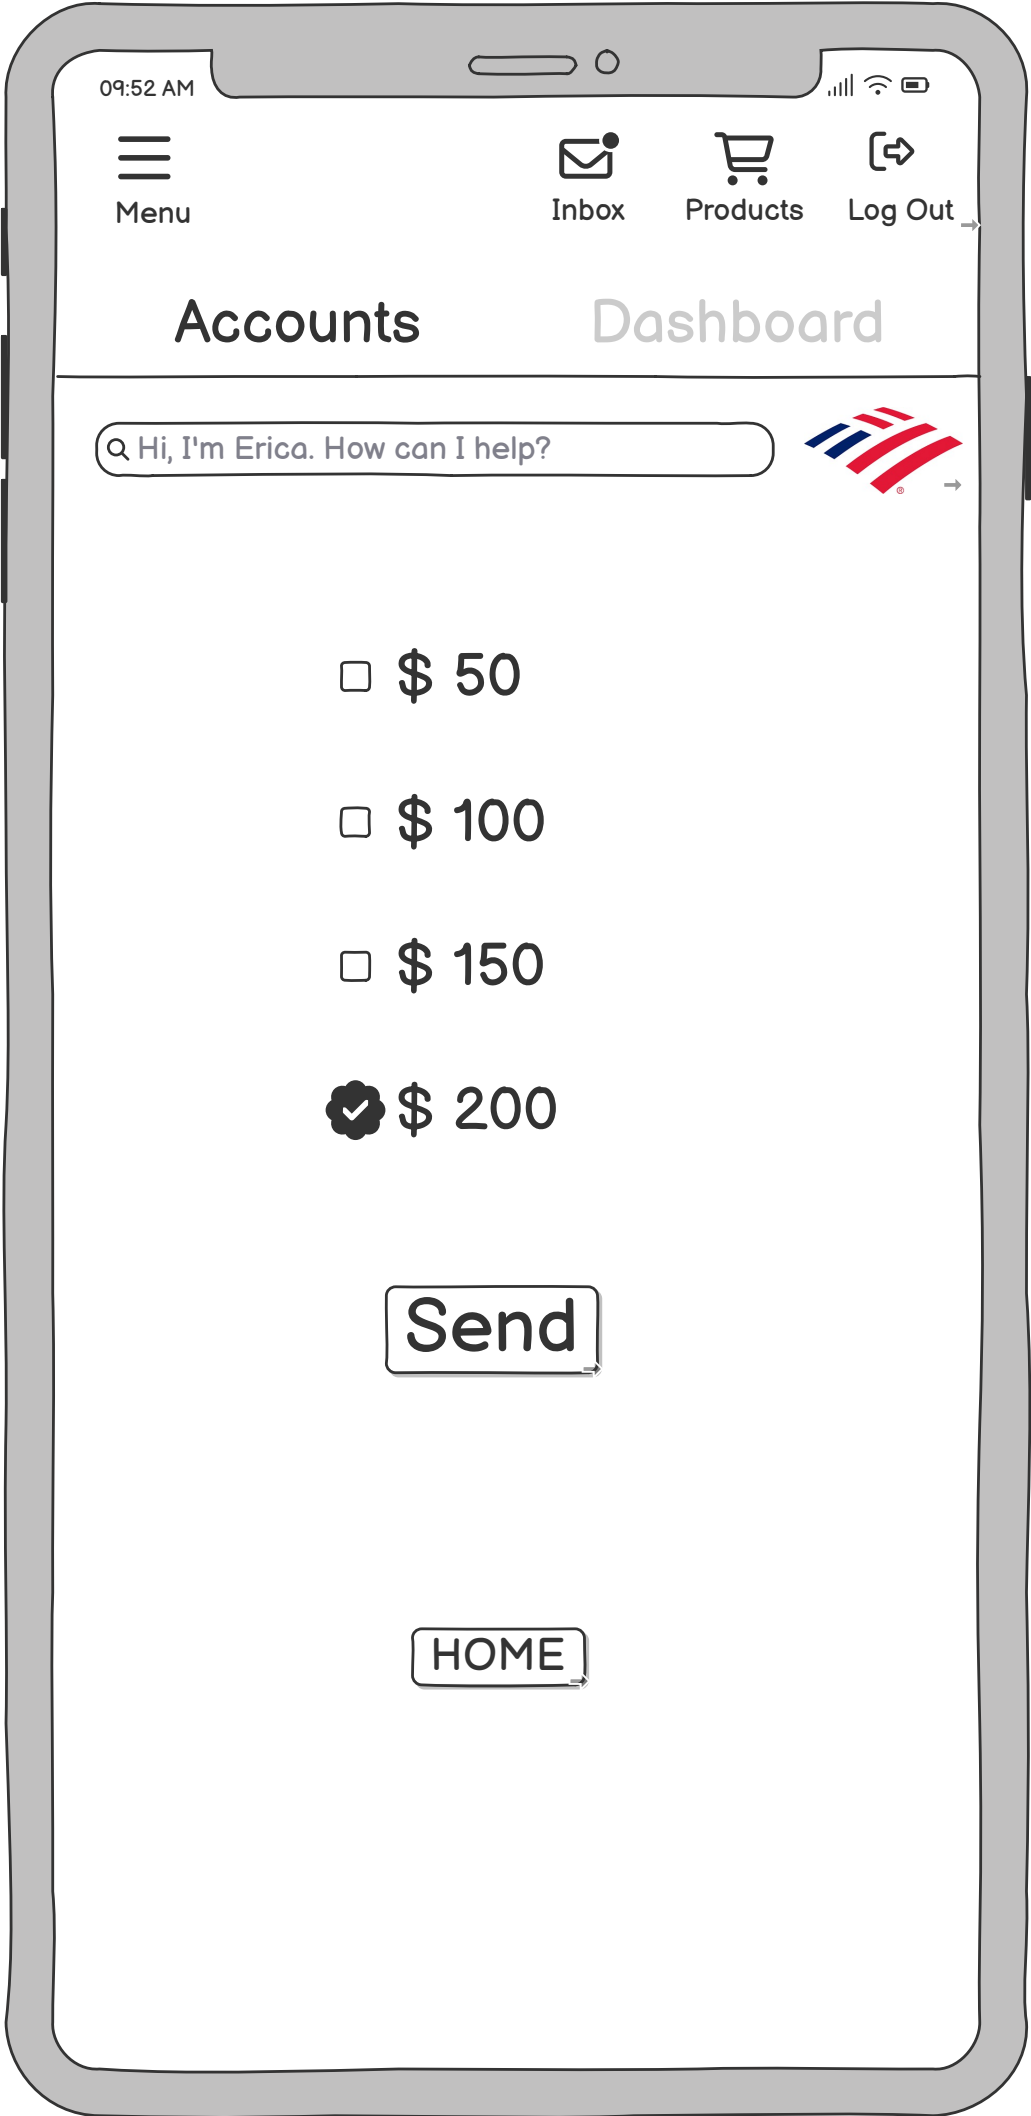 09:52 AM
Menu
Inbox
Products
Log Out
Accounts
Dashboard
Hi, I'm Erica. How can I help?
®
$ 50
$ 100
$ 150
$ 200
Send
HOME